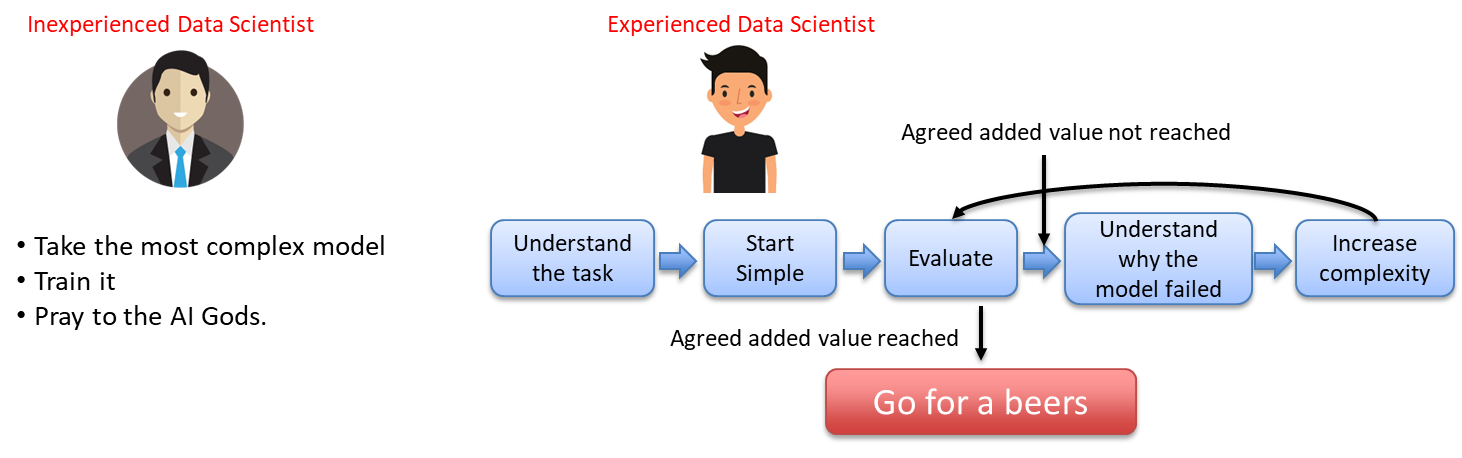 Inexperienced Data Scientist
• Take the most complex model
• Train it
• Pray to the AI Gods.
Experienced Data Scientist
Agreed added value not reached
Understand
the task
Start
Simple
Evaluate
Understand
why the
model failed
Increase
complexity
Agreed added value reached
Go for a beers